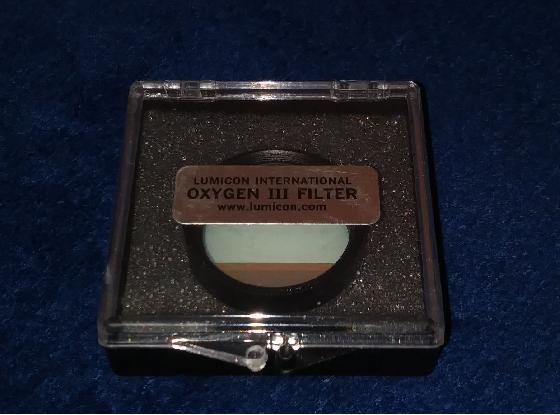 LUMICON INTERNATIONAL
OXYGEN III FILTER
www.lumicon.com